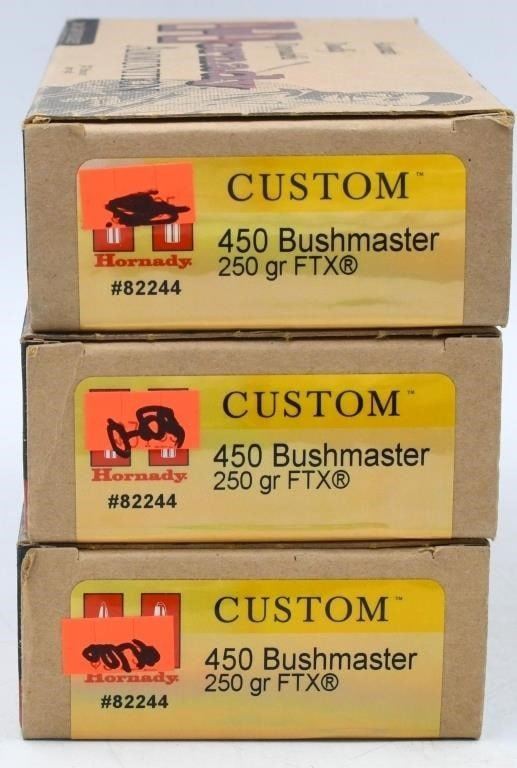 CUSTOM™
450 Bushmaster
250 gr FTX®
Hornady.
#82244
CUSTOM™
450 Bushmaster
250 gr FTX®
Hornady.
#82244
CUSTOM™
450 Bushmaster
250 gr FTX®
Hornady.
#82244